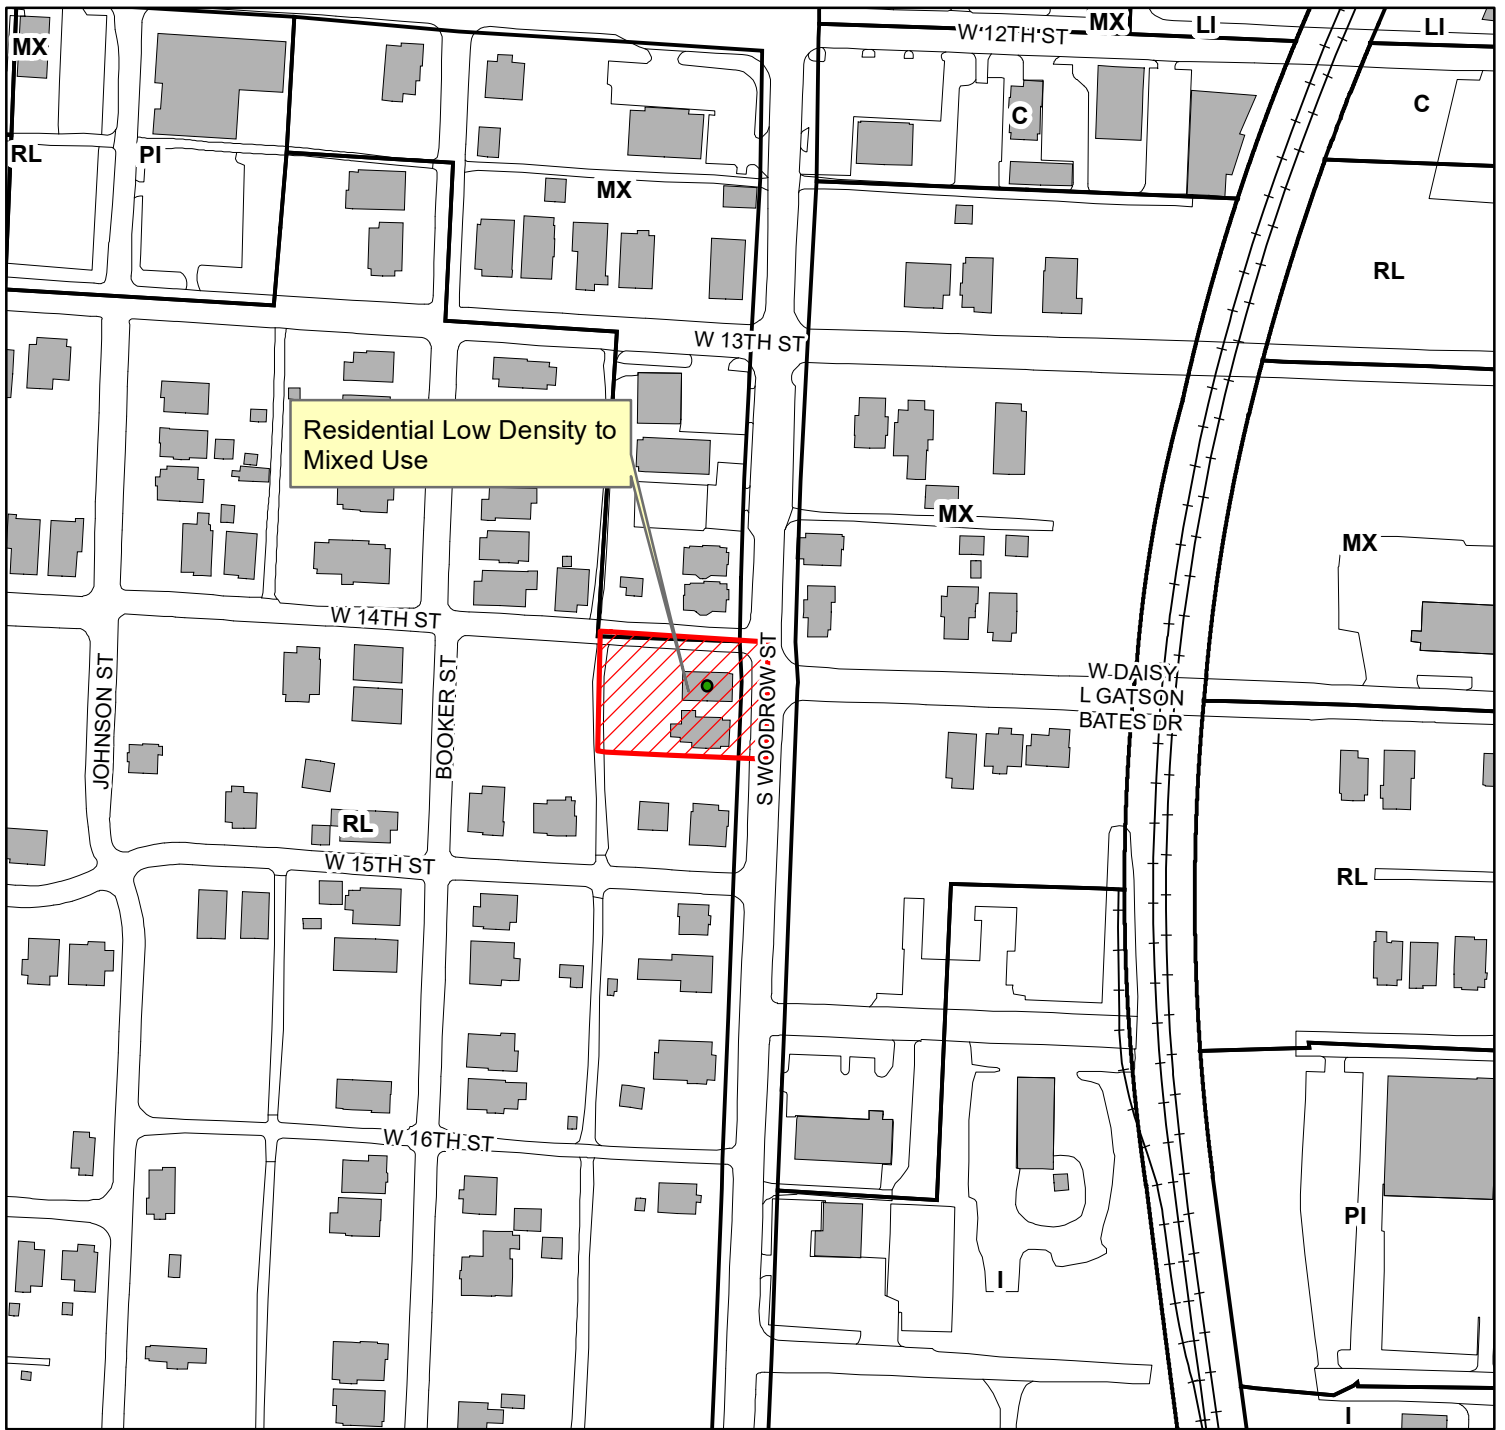 MX
W 12TH ST
MX
LI
LI
C
C
RL
PI
MX
RL
W 13TH ST
Residential Low Density to
Mixed Use
MX
MX
W 14TH ST
JOHNSON ST
BOOKER ST
S WOODROW ST
W DAISY
L GATSON
BATES DR
RL
W 15TH ST
RL
W 16TH ST
PI
I
I